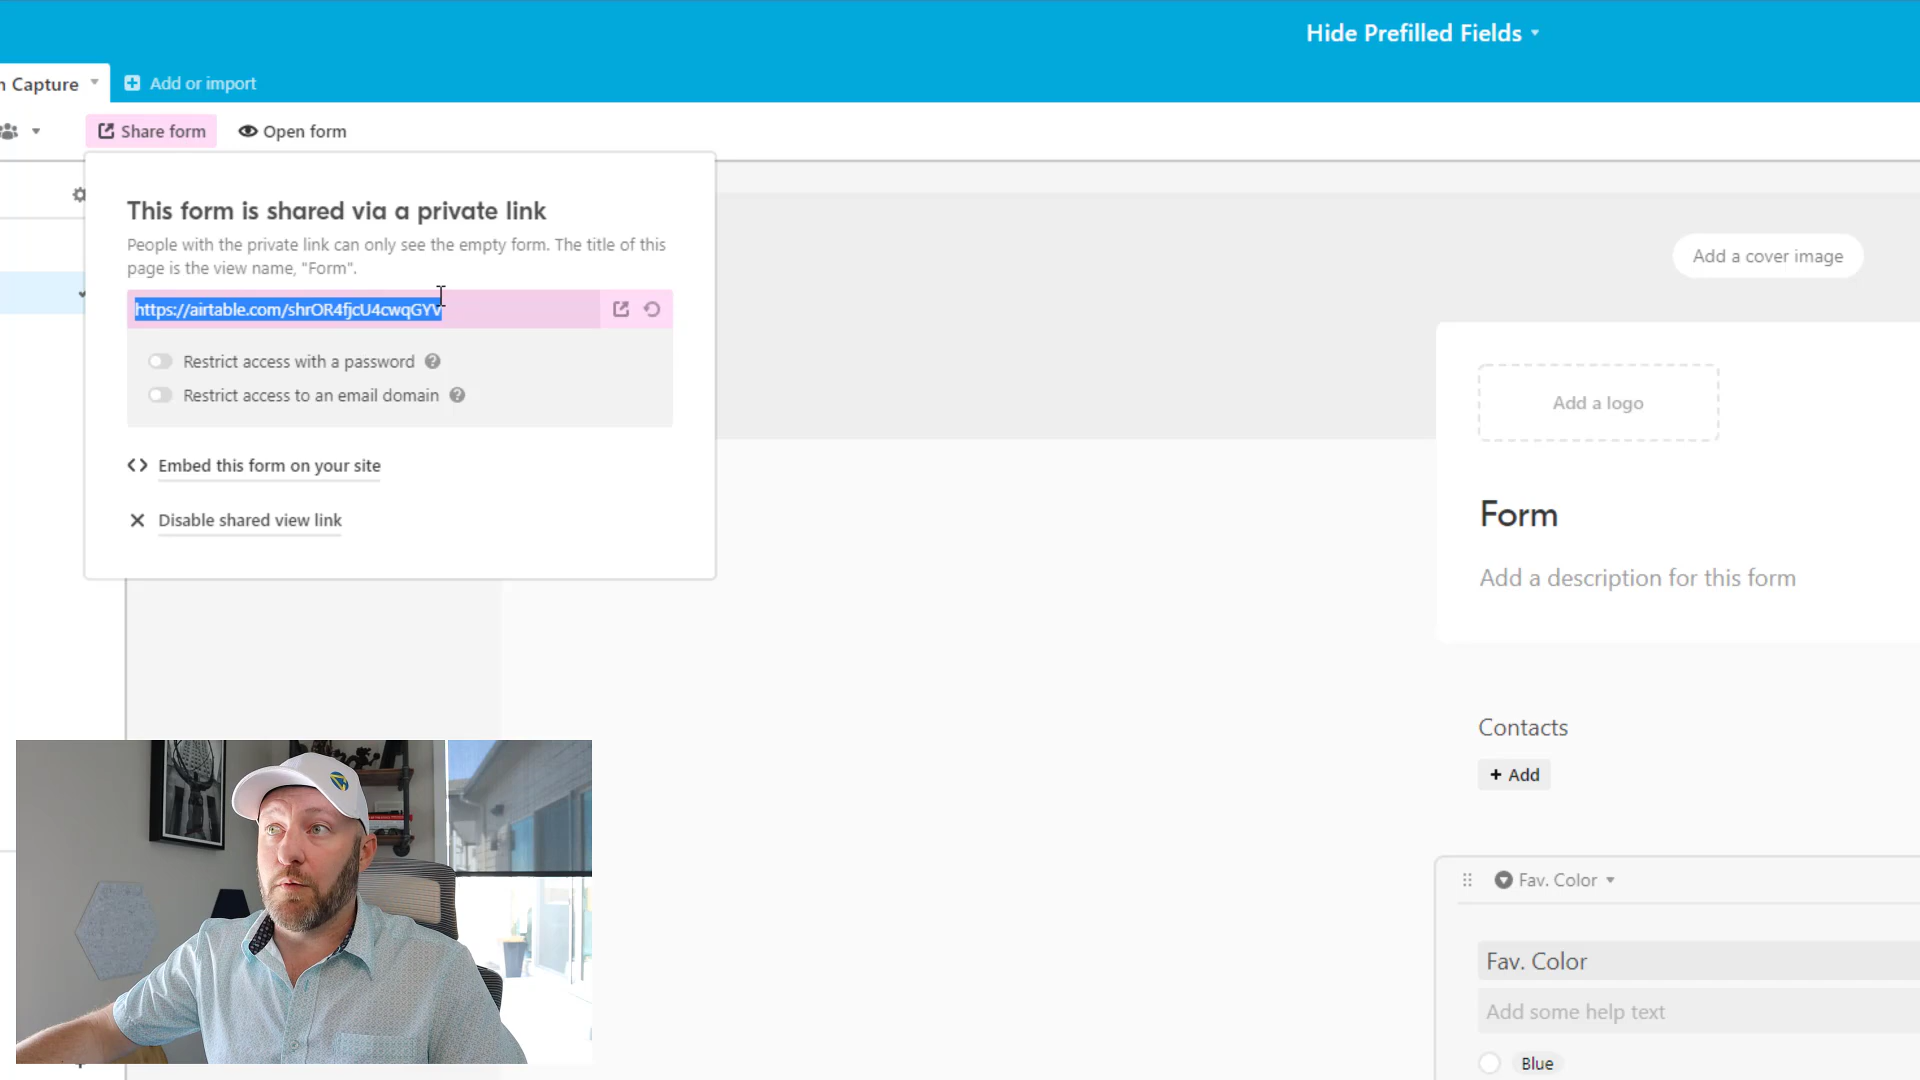 Hide Prefilled Fields
n Capture
Add or import
Share form
Open form
This form is shared via a private link
People with the private link can only see the empty form. The title of this
page is the view name, "Form".
https://airtable.com/shrOR4fjcU4cwqGYV
Restrict access with a password
Restrict access to an email domain
Embed this form on your site
Disable shared view link
Add a cover image
Add a logo
Form
Add a description for this form
Contacts
+ Add
Fav. Color
Fav. Color
Add some help text
Blue